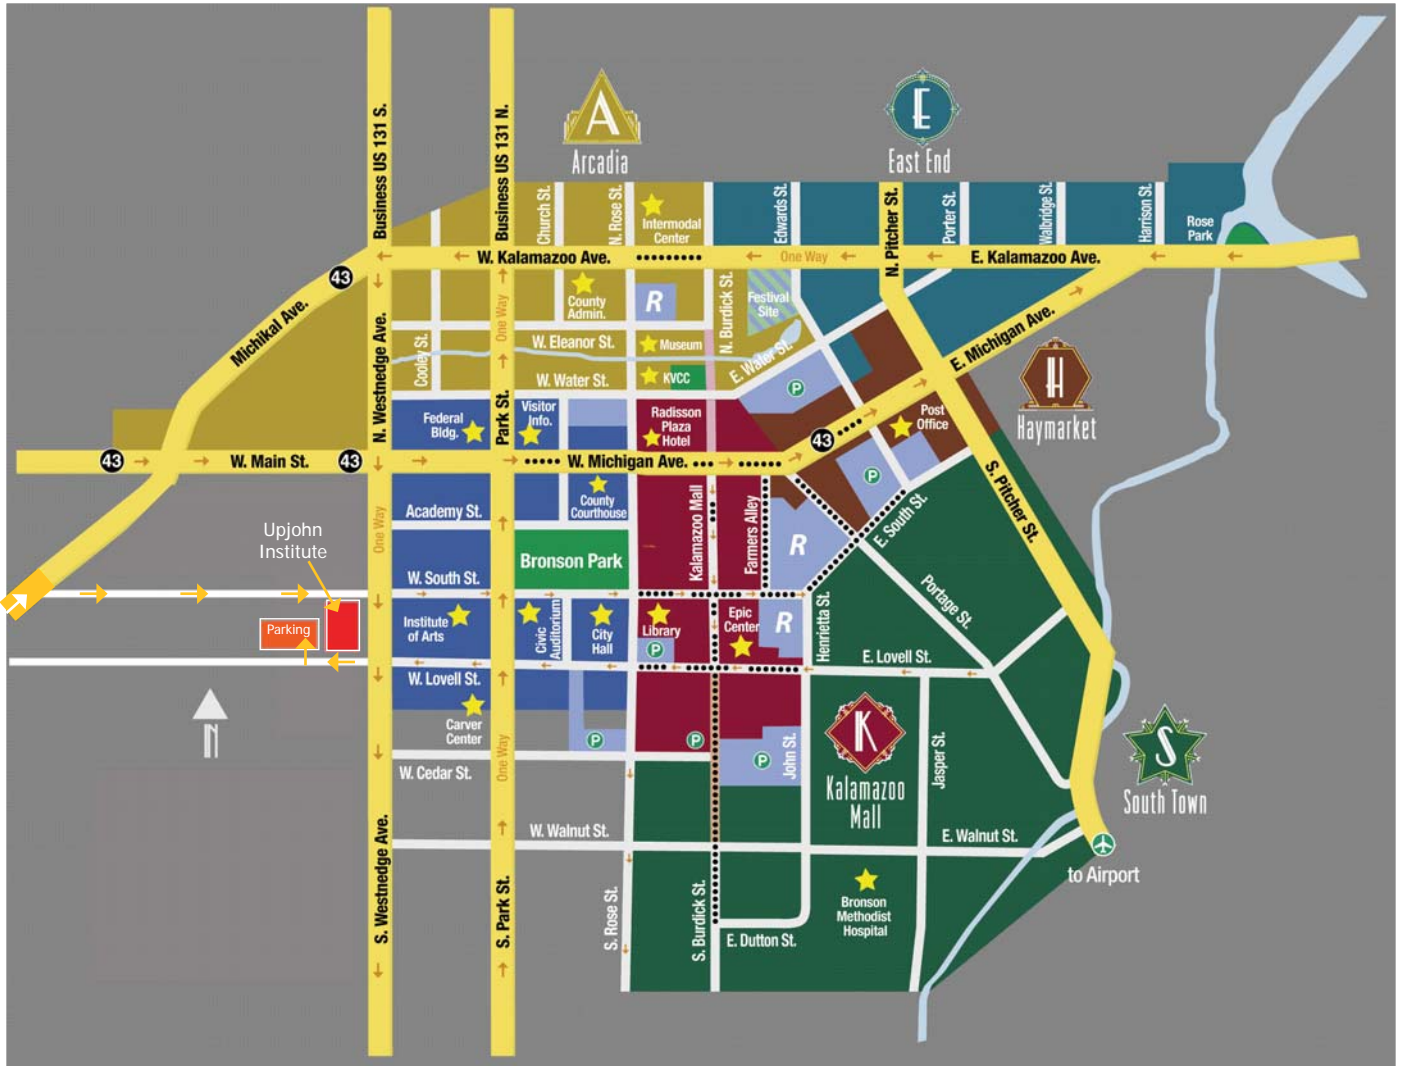 Business US 131 S.
Business US 131 N.
A
Arcadia
E
East End
Church St.
N. Rose St.
Intermodal
Center
Edwards St.
N. Pitcher St.
Porter St.
Walbridge St.
Harrison St.
Rose
Park
W. Kalamazoo Ave.
One Way
E. Kalamazoo Ave.
43
Michikal Ave.
N. Westnedge Ave.
One Way
County
Admin.
R
N. Burdick St.
Festival
Site
E. Michigan Ave.
Cooley St.
W. Eleanor St.
Museum
E. Water St.
W. Water St.
KVCC
P
H
Haymarket
Federal
Bldg.
Park St.
Visitor
Info.
Radisson
Plaza
Hotel
Post
Office
43
43
W. Main St.
43
W. Michigan Ave.
P
S. Pitcher St.
Academy St.
County
Courthouse
Kalamazoo Mall
Farmers Alley
E. South St.
One Way
Upjohn
Institute
Bronson Park
R
W. South St.
Portage St.
Parking
Institute
of Arts
Civic
Auditorium
City
Hall
Library
P
Epic
Center
R
Henrietta St.
E. Lovell St.
W. Lovell St.
Carver
Center
N
One Way
P
P
P
John St.
K
Kalamazoo
Mall
Jasper St.
S
South Town
W. Cedar St.
W. Walnut St.
E. Walnut St.
to Airport
S. Westnedge Ave.
S. Park St.
S. Rose St.
S. Burdick St.
E. Dutton St.
Bronson
Methodist
Hospital